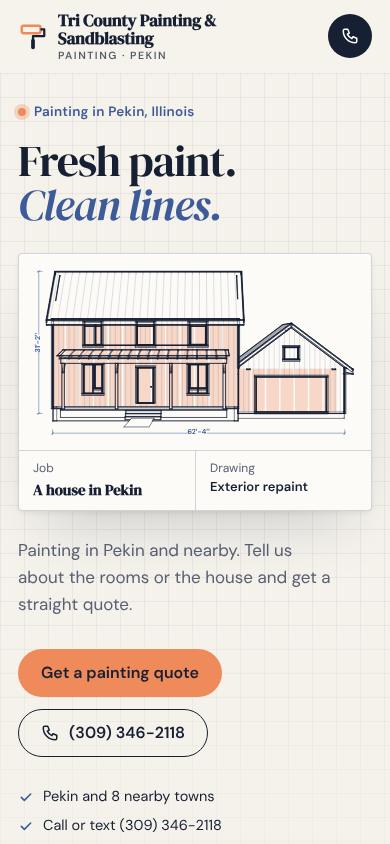 Tri County Painting &
Sandblasting
PAINTING · PEKIN
Painting in Pekin, Illinois
Fresh paint.
Clean lines.
31'-2"
62'-4"
Job
A house in Pekin
Drawing
Exterior repaint
Painting in Pekin and nearby. Tell us
about the rooms or the house and get a
straight quote.
Get a painting quote
(309) 346-2118
Pekin and 8 nearby towns
Call or text (309) 346-2118